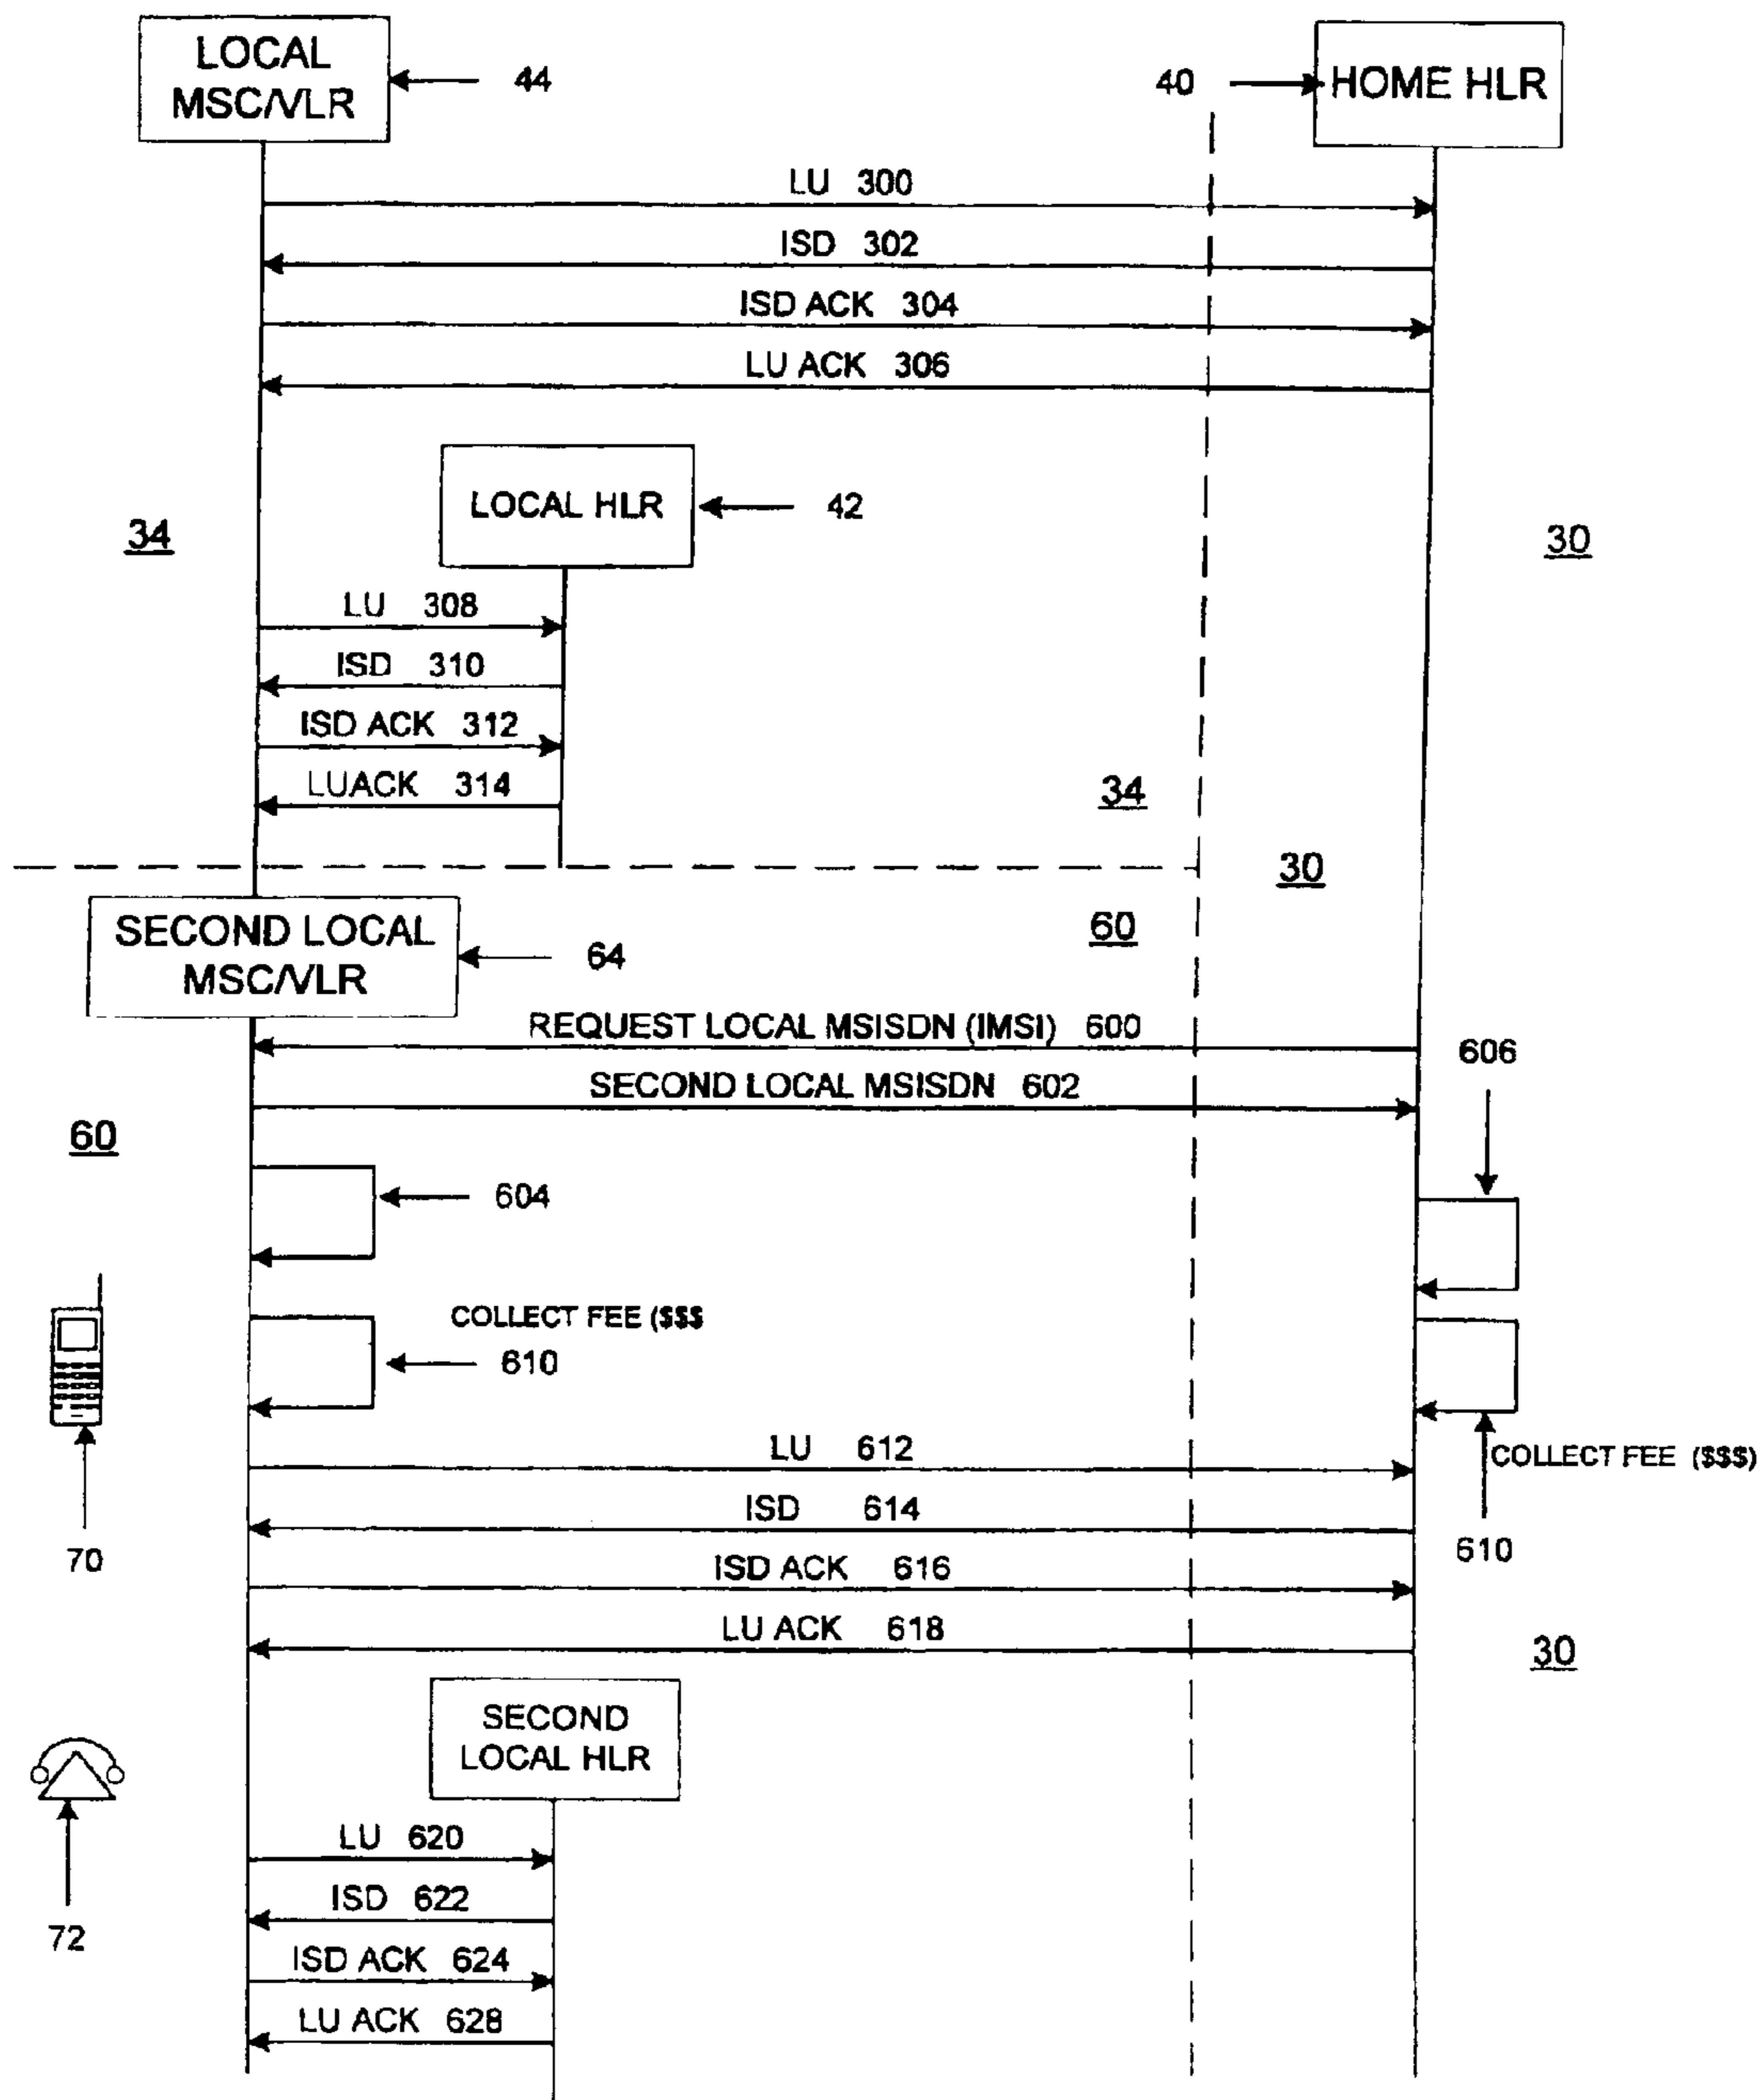 LOCAL
MSC/VLR
44
40
HOME HLR
LU 300
ISD 302
ISD ACK 304
LU ACK 306
LOCAL HLR
42
34
30
LU 308
ISD 310
ISD ACK 312
LUACK 314
34
30
SECOND LOCAL
MSC/VLR
64
60
REQUEST LOCAL MSISDN (IMSI) 600
606
SECOND LOCAL MSISDN 602
60
604
COLLECT FEE ($$$
610
LU 612
COLLECT FEE ($$$)
ISD 614
70
610
ISD ACK 616
LU ACK 618
30
SECOND
LOCAL HLR
LU 620
ISD 622
72
ISD ACK 624
LU ACK 628